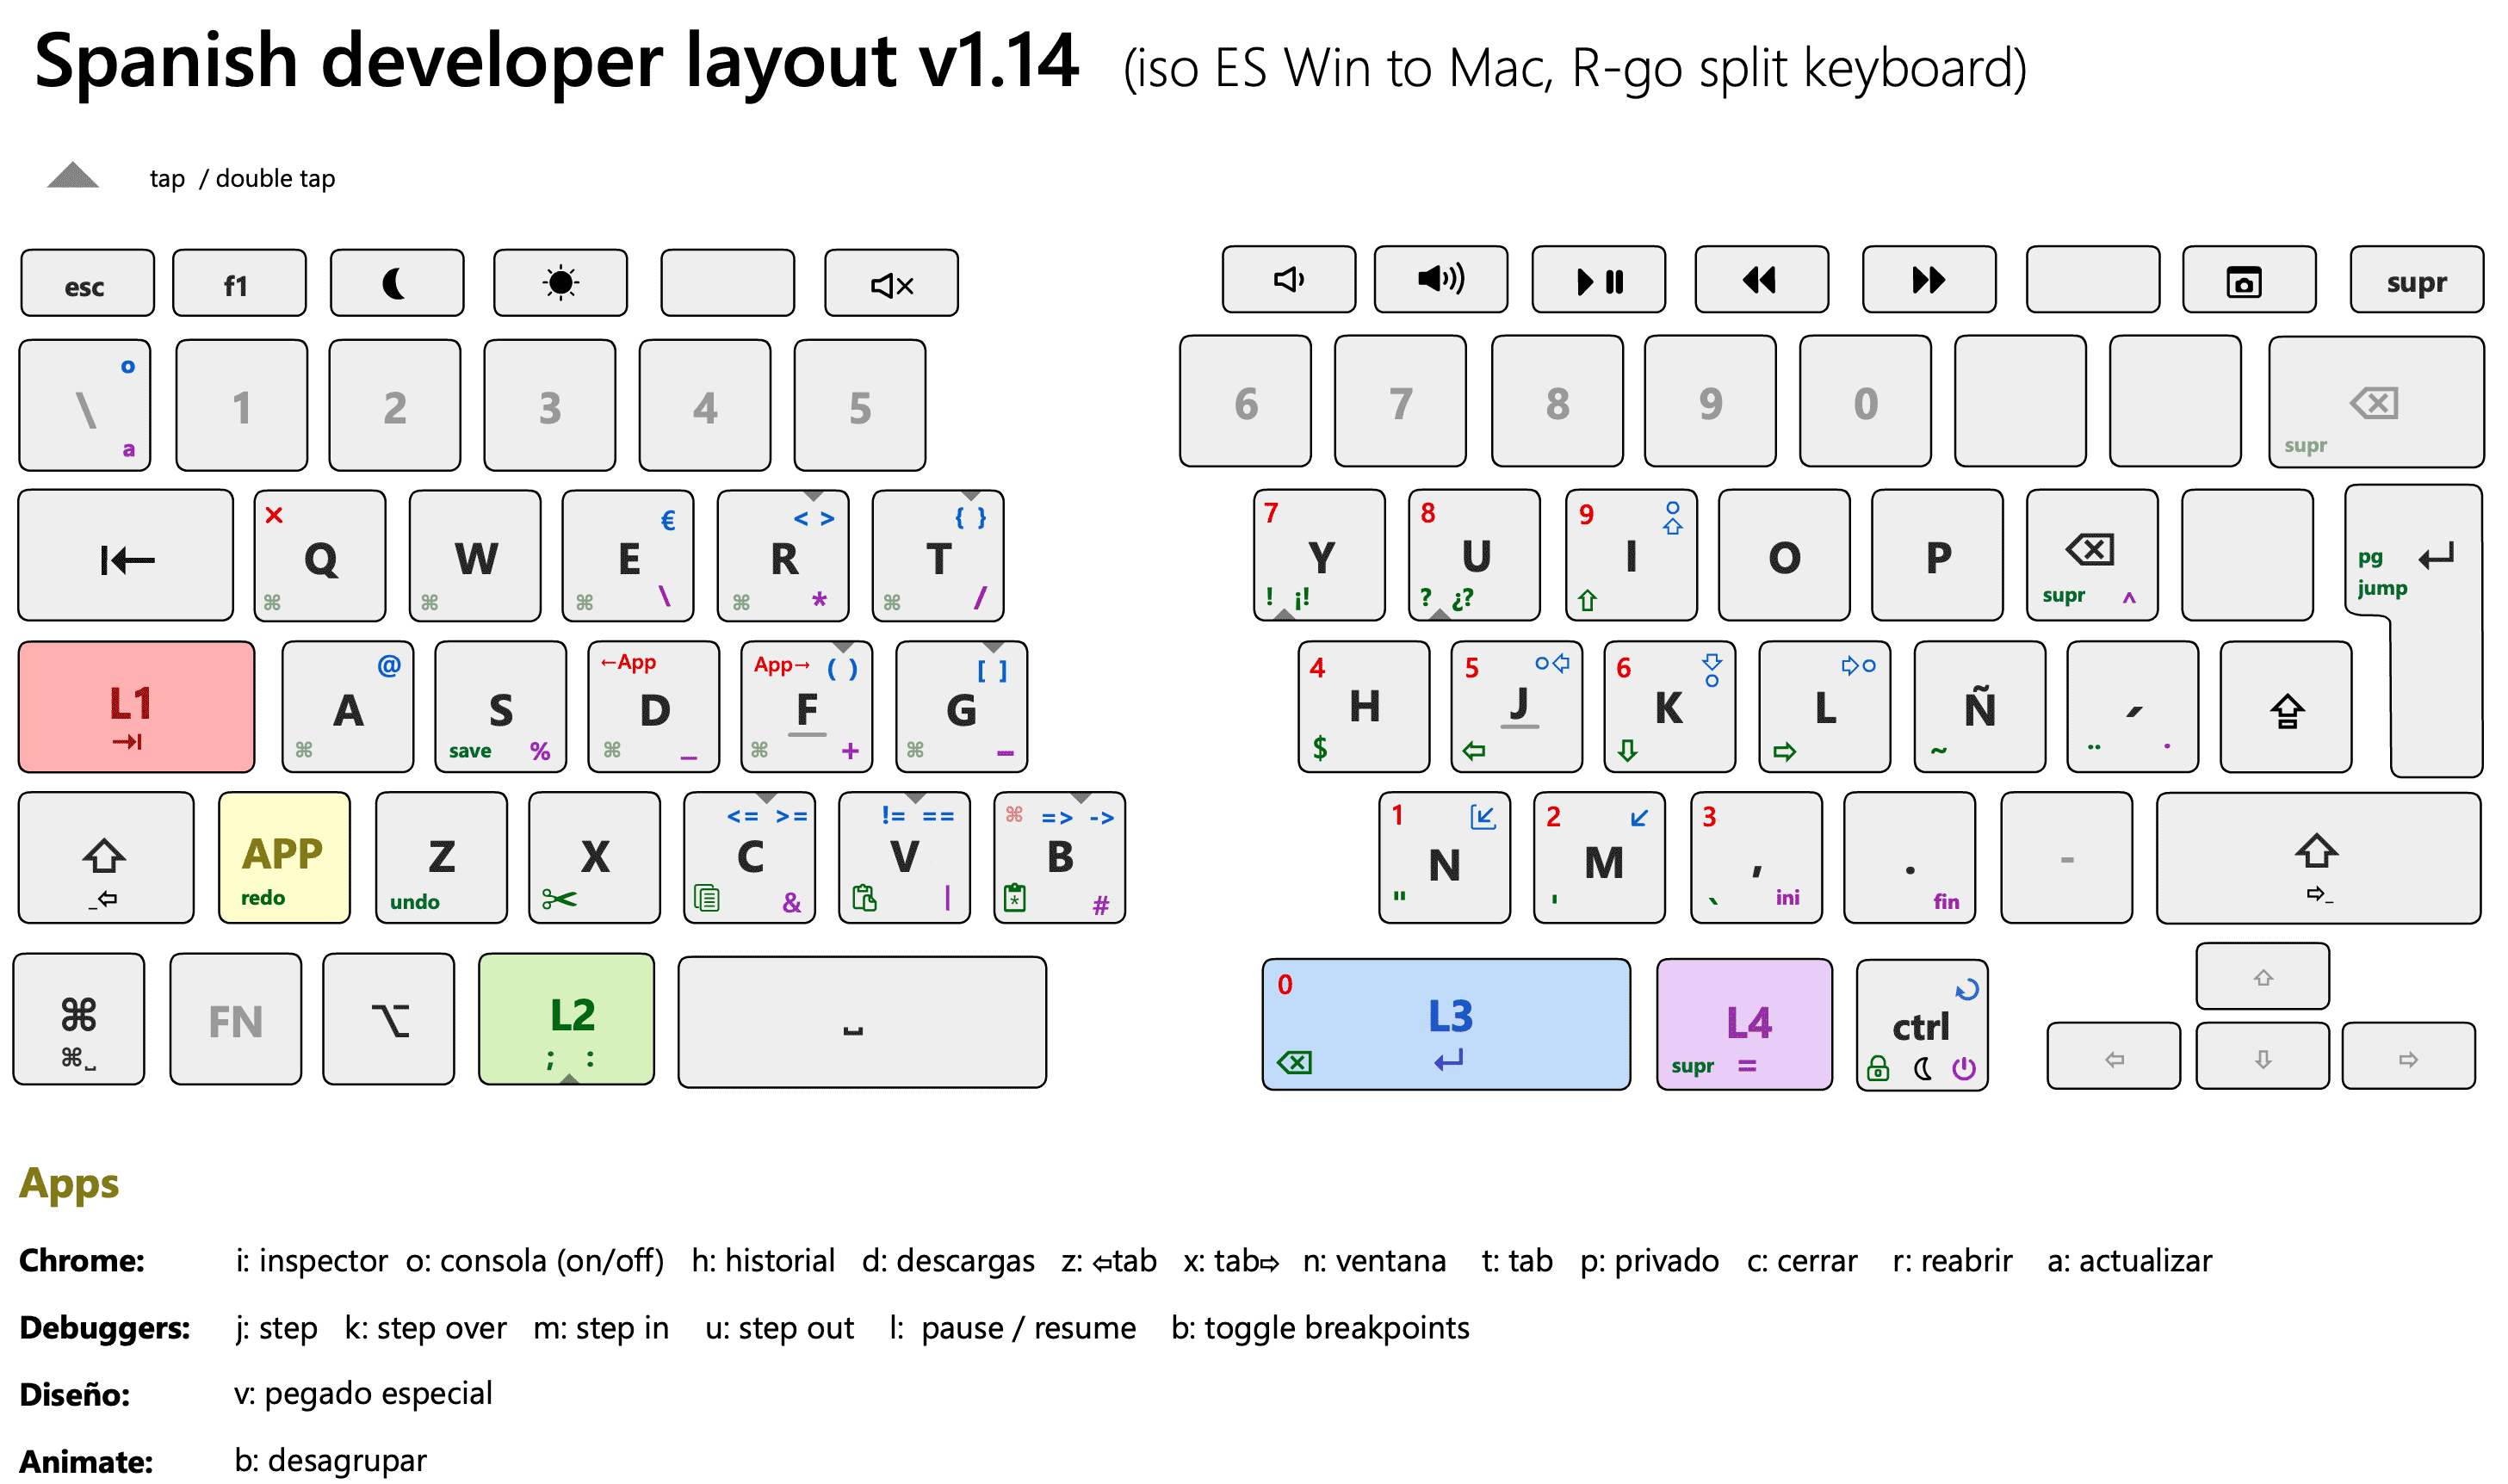 Spanish developer layout v1.14 (iso ES Win to Mac, R-go split keyboard)
tap / double tap
esc f1 supr
\ o a 1 2 3 4 5 6 7 8 9 0 supr
Q ⌘ W ⌘ E € ⌘ \ R < > ⌘ * T { } ⌘ / 7 Y ! ¡! 8 U ? ¿? 9 I O P supr ^ pg jump
L1 A @ ⌘ S save % ←App D ⌘ _ App→ ( ) F ⌘ + [ ] G ⌘ - 4 H $ 5 J 6 K L Ñ ~ ´ ¨ ·
APP redo Z undo X <= >= C & != == V | ⌘ => -> B # 1 N " 2 M ' 3 , ` ini . fin -
⌘ ⌘ FN ⌥ L2 ; : 0 L3 L4 supr = ctrl
Apps
Chrome: i: inspector o: consola (on/off) h: historial d: descargas z: ⇦tab x: tab⇨ n: ventana t: tab p: privado c: cerrar r: reabrir a: actualizar
Debuggers: j: step k: step over m: step in u: step out l: pause / resume b: toggle breakpoints
Diseño: v: pegado especial
Animate: b: desagrupar